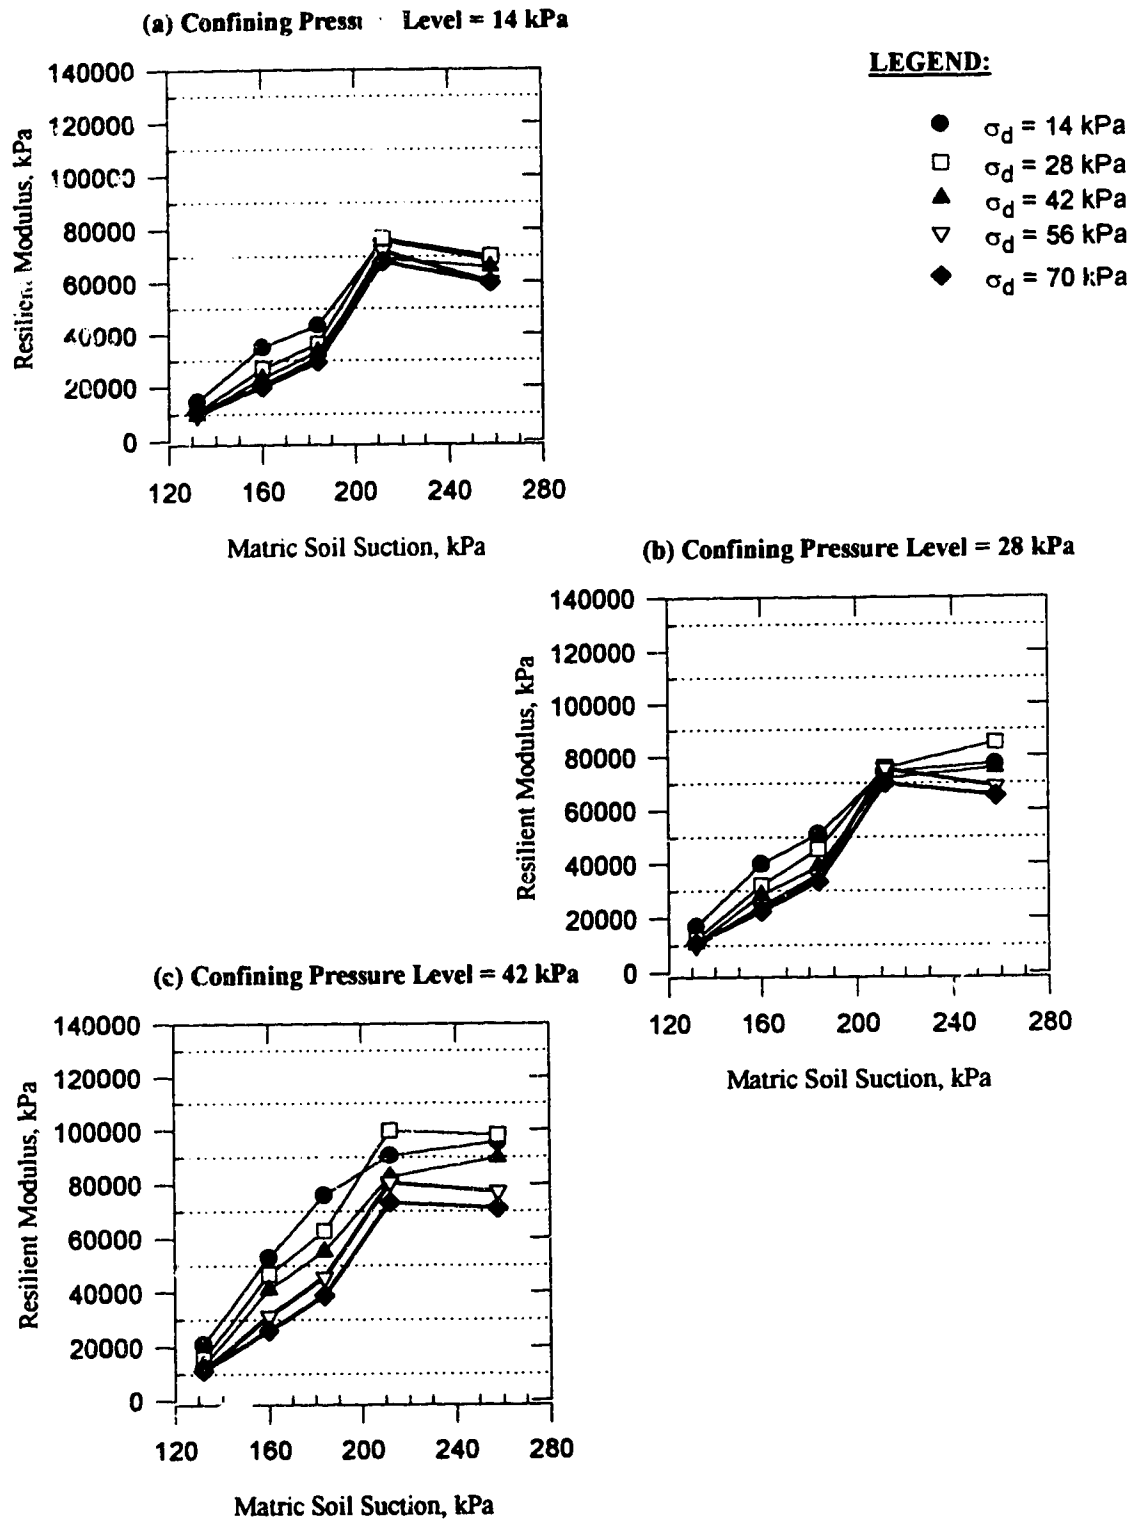 (a) Confining Level = 14 kPa
LEGEND:
σd = 14 kPa
σd = 28 kPa
σd = 42 kPa
σd = 56 kPa
σd = 70 kPa
140000
120000
80000
60000
20000
0
Modulus, kPa
120 160 200 240 280
Matric Soil Suction, kPa
(b) Confining Pressure Level = 28 kPa
140000
120000
100000
80000
60000
40000
20000
0
Resilient Modulus, kPa
120 160 200 240 280
Matric Soil Suction, kPa
(c) Confining Pressure Level = 42 kPa
140000
120000
100000
80000
60000
40000
20000
0
Resilient Modulus, kPa
120 160 200 240 280
Matric Soil Suction, kPa